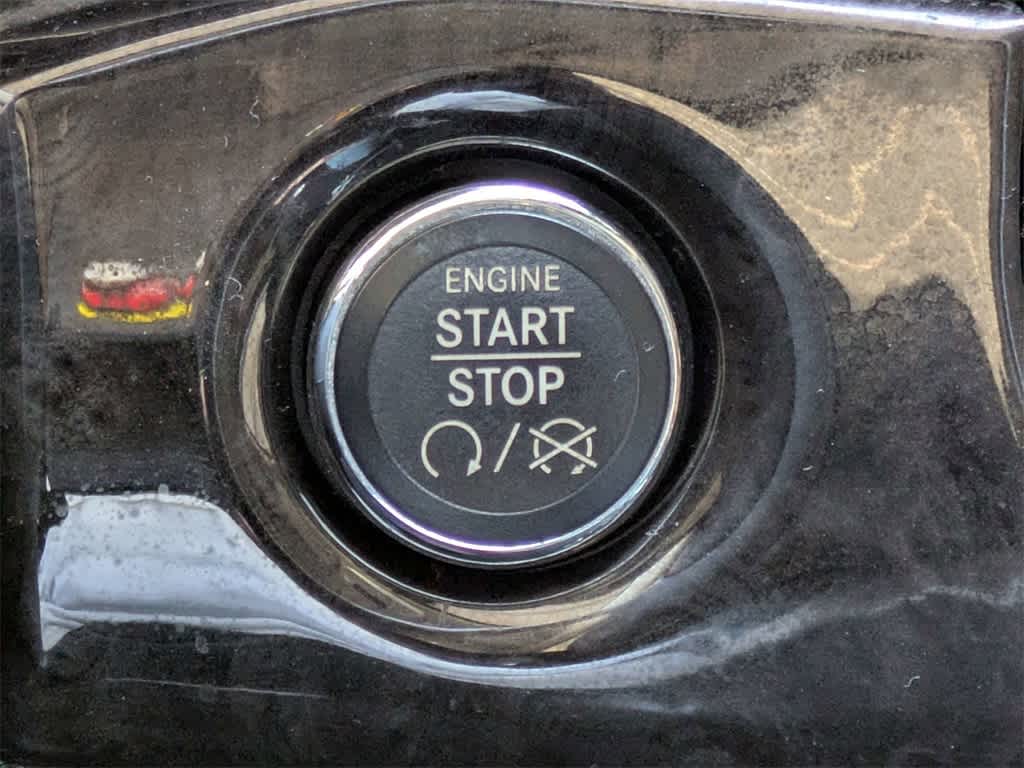 ENGINE
START
STOP
/